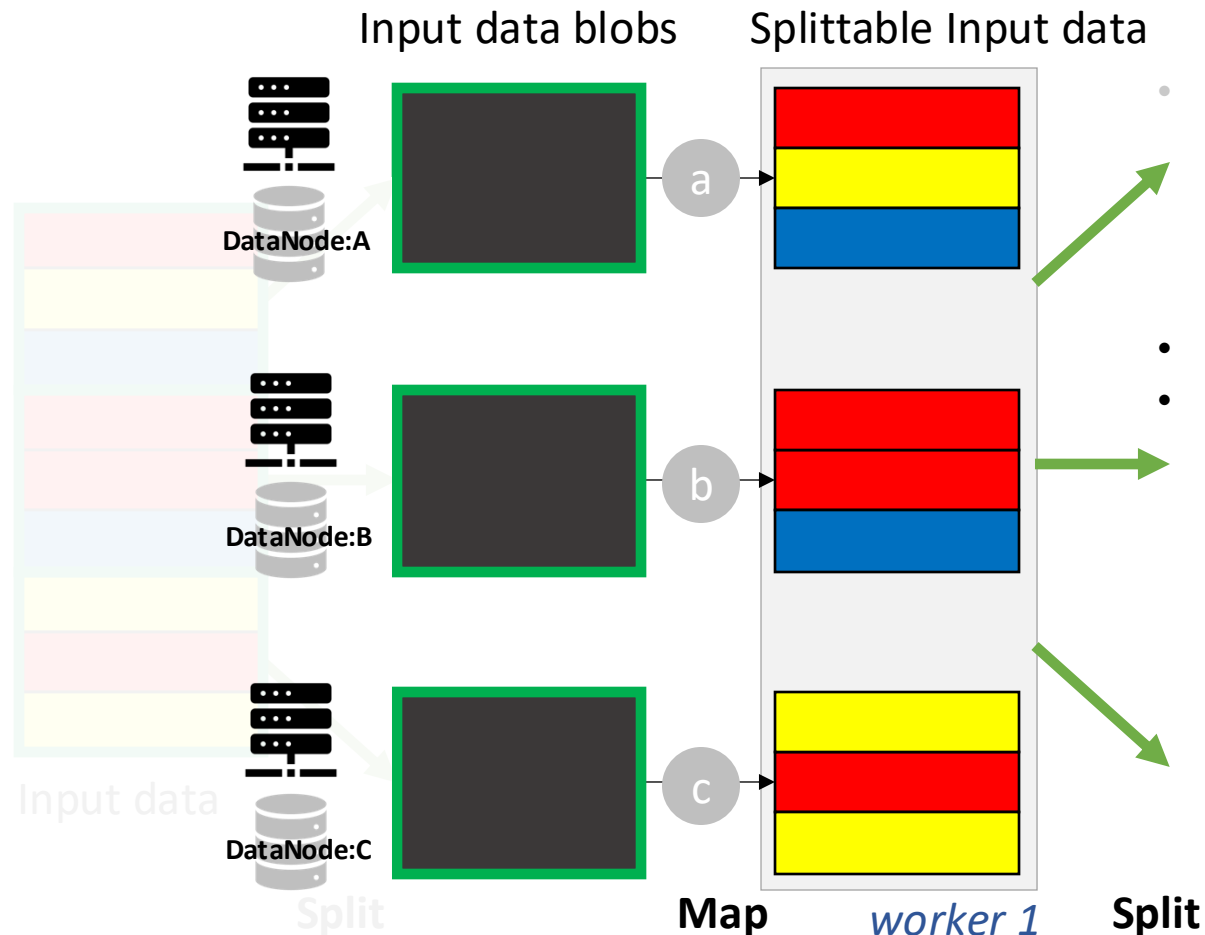 Input data blobs
Splittable Input data
a
DataNode:A
b
DataNode:B
Input data
c
DataNode:C
Split
Map
worker 1
Split